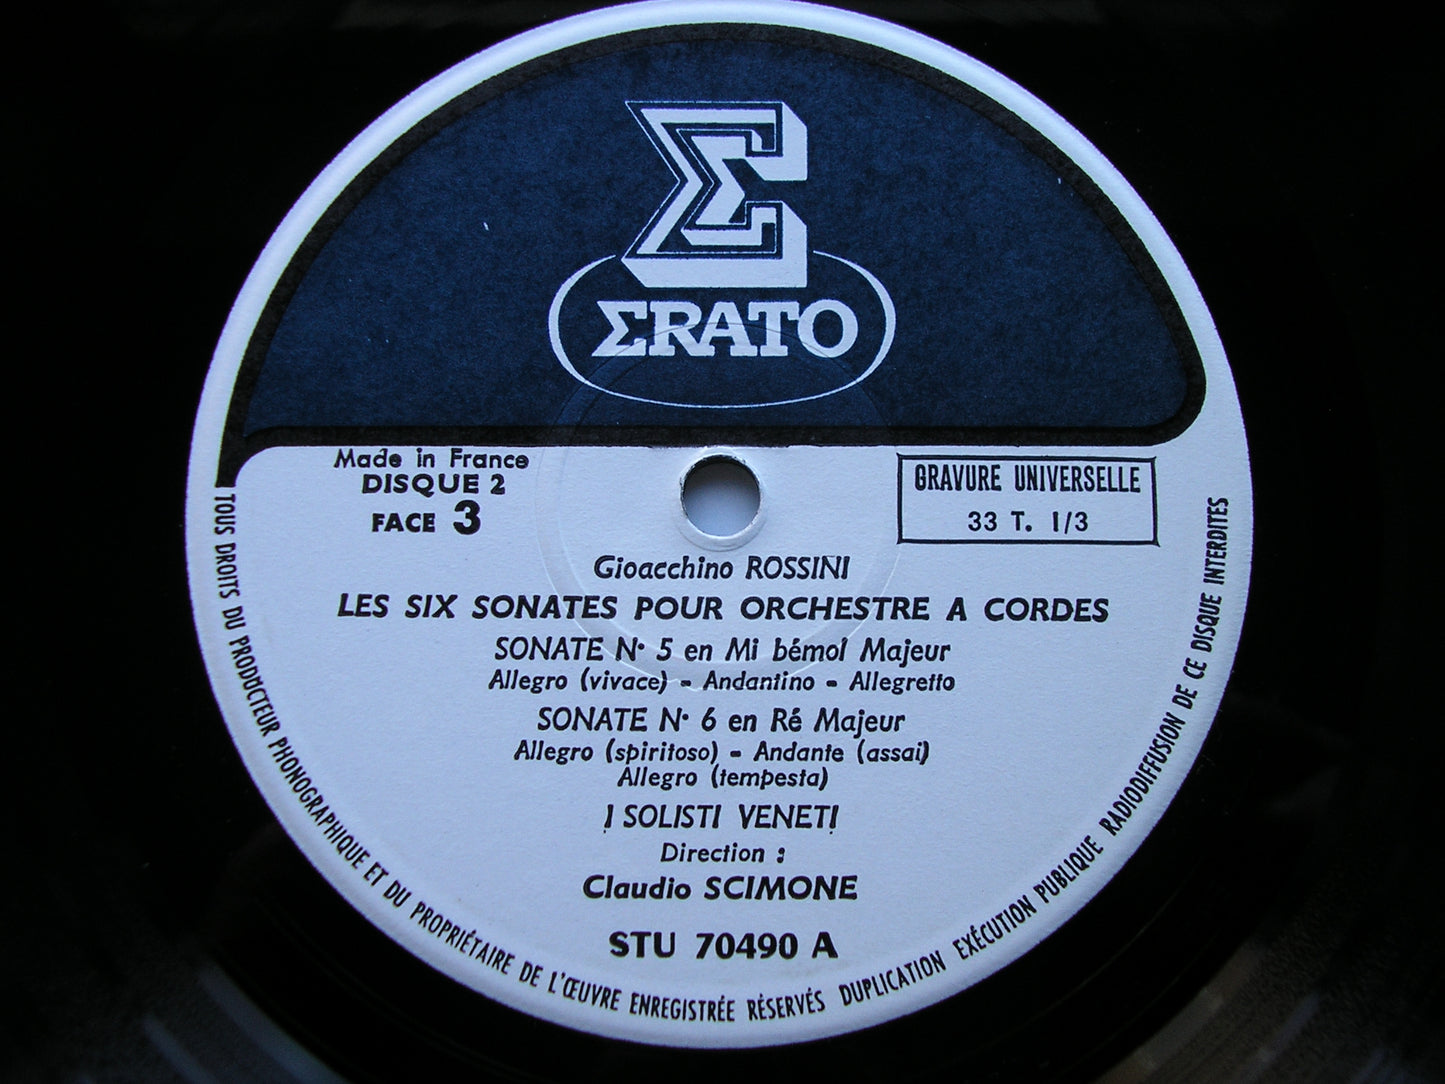 Σ
ΣRATO
Made in France
DISQUE 2
FACE 3
GRAVURE UNIVERSELLE
33 T. 1/3
Gioacchino ROSSINI
LES SIX SONATES POUR ORCHESTRE A CORDES
SONATE N• 5 en Mi bémol Majeur
Allegro (vivace) - Andantino - Allegretto
SONATE N• 6 en Ré Majeur
Allegro (spiritoso) - Andante (assai)
Allegro (tempesta)
I SOLISTI VENETI
Direction :
Claudio SCIMONE
STU 70490 A
TOUS DROITS DU PRODUCTEUR PHONOGRAPHIQUE ET DU PROPRIÉTAIRE DE L'ŒUVRE ENREGISTRÉE RÉSERVÉS DUPLICATION EXÉCUTION PUBLIQUE RADIODIFFUSION DE CE DISQUE INTERDITES